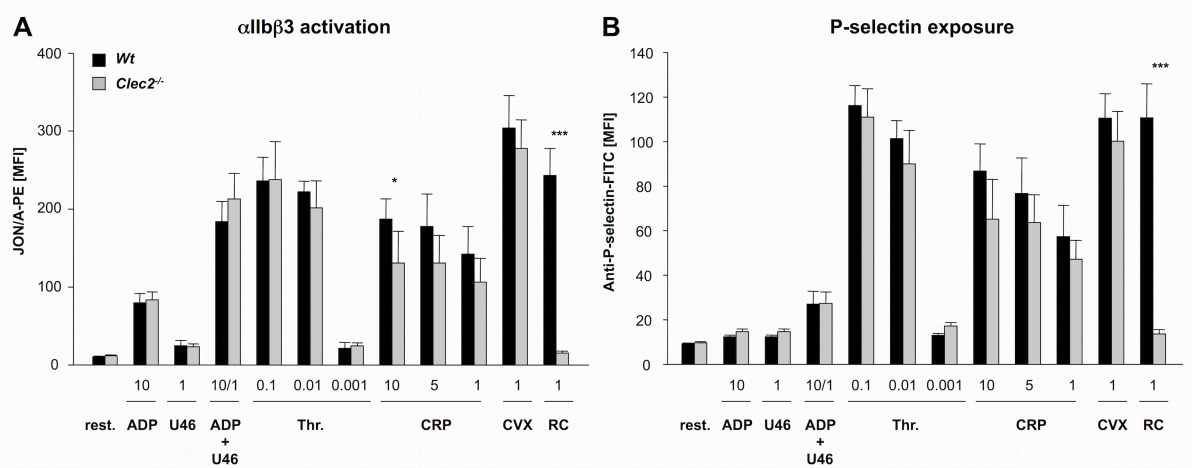 A
αIIbβ3 activation
400
300
200
100
0
JON/A-PE [MFI]
Wt
Clec2-/-
*
***
10 1 10/1 0.1 0.01 0.001 10 5 1 1 1
rest. ADP U46 ADP + U46 Thr. CRP CVX RC
B
P-selectin exposure
140
120
100
80
60
40
20
0
Anti-P-selectin-FITC [MFI]
***
10 1 10/1 0.1 0.01 0.001 10 5 1 1 1
rest. ADP U46 ADP + U46 Thr. CRP CVX RC